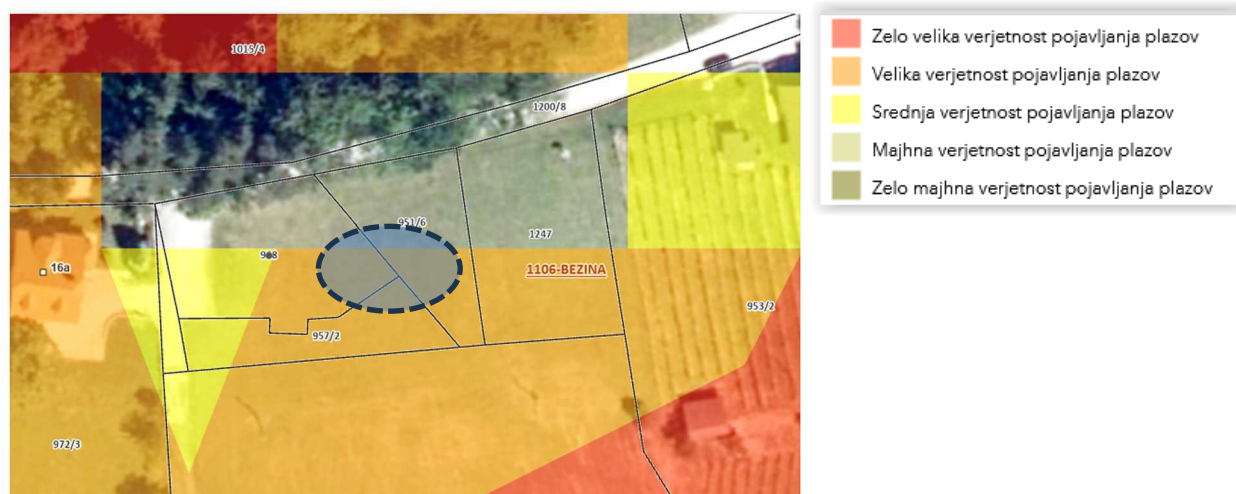 1015/4
1200/8
951/6
1247
16a
1106-BEZINA
953/2
957/2
972/3
Zelo velika verjetnost pojavljanja plazov
Velika verjetnost pojavljanja plazov
Srednja verjetnost pojavljanja plazov
Majhna verjetnost pojavljanja plazov
Zelo majhna verjetnost pojavljanja plazov